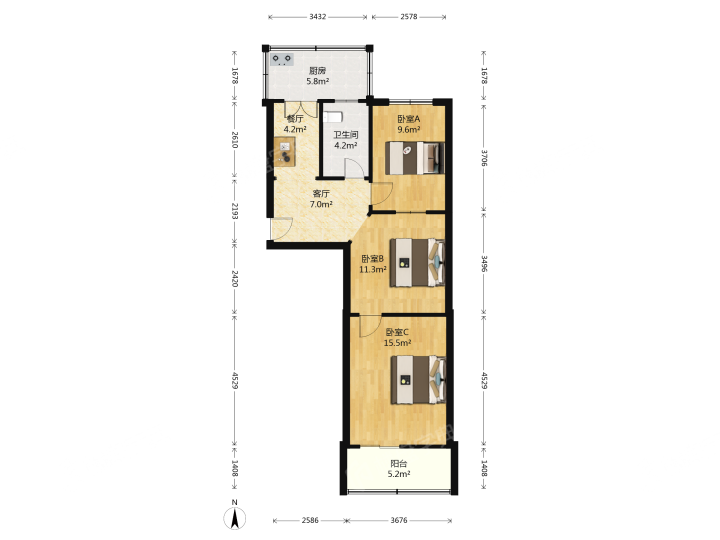 3432
2578
1678
1678
厨房
5.8m²
餐厅
4.2m²
卫生间
4.2m²
卧室A
9.6m²
2610
3706
客厅
7.0m²
2193
卧室B
11.3m²
2420
3496
卧室C
15.5m²
4529
4529
阳台
5.2m²
1408
1408
N
2586
3676